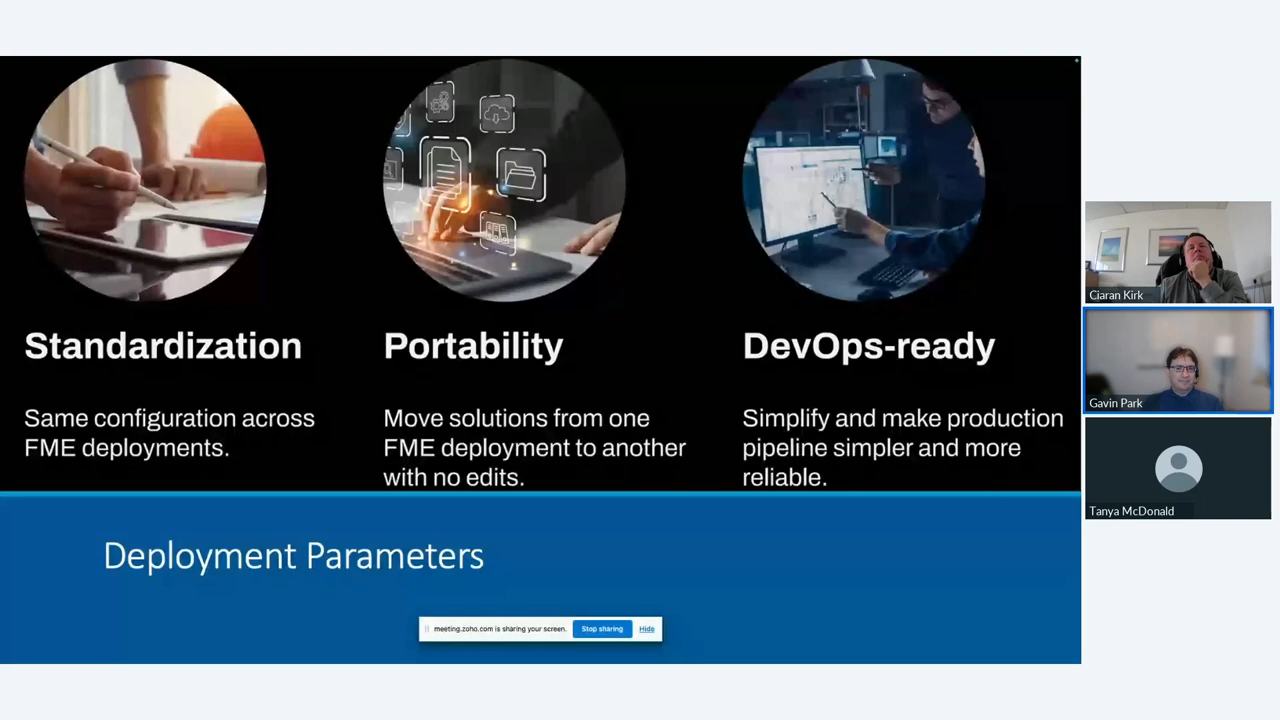 Standardization
Same configuration across
FME deployments.
Portability
Move solutions from one
FME deployment to another
with no edits.
DevOps-ready
Simplify and make production
pipeline simpler and more
reliable.
Deployment Parameters
meeting.zoho.com is sharing your screen.
Stop sharing
Hide
Ciaran Kirk
Gavin Park
Tanya McDonald